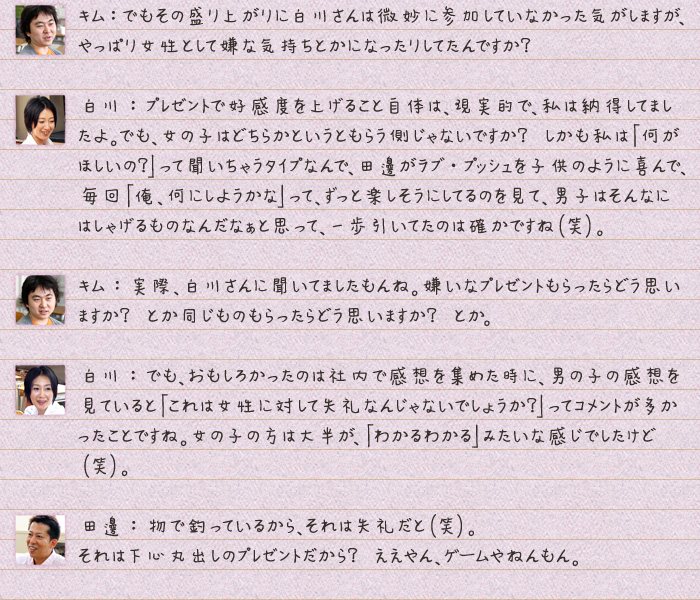 キム：でもその盛り上がりに白川さんは微妙に参加していなかった気がしますが、
やっぱり女性として嫌な気持ちとかになったりしてたんですか？
白川：プレゼントで好感度を上げること自体は、現実的で、私は納得してまし
たよ。でも、女の子はどちらかというともらう側じゃないですか？ しかも私は「何が
ほしいの？」って聞いちゃうタイプなんで、田邊がラブ・プッシュを子供のように喜んで、
毎回「俺、何にしようかな」って、ずっと楽しそうにしてるのを見て、男子はそんなに
はしゃげるものなんだなぁと思って、一歩引いてたのは確かですね（笑）。
キム：実際、白川さんに聞いてましたもんね。嫌いなプレゼントもらったらどう思い
ますか？ とか同じものもらったらどう思いますか？ とか。
白川：でも、おもしろかったのは社内で感想を集めた時に、男の子の感想を
見ていると「これは女性に対して失礼なんじゃないでしょうか？」ってコメントが多か
ったことですね。女の子の方は大半が、「わかるわかる」みたいな感じでしたけど
（笑）。
田邊：物で釣っているから、それは失礼だと（笑）。
それは下心丸出しのプレゼントだから？ ええやん、ゲームやねんもん。